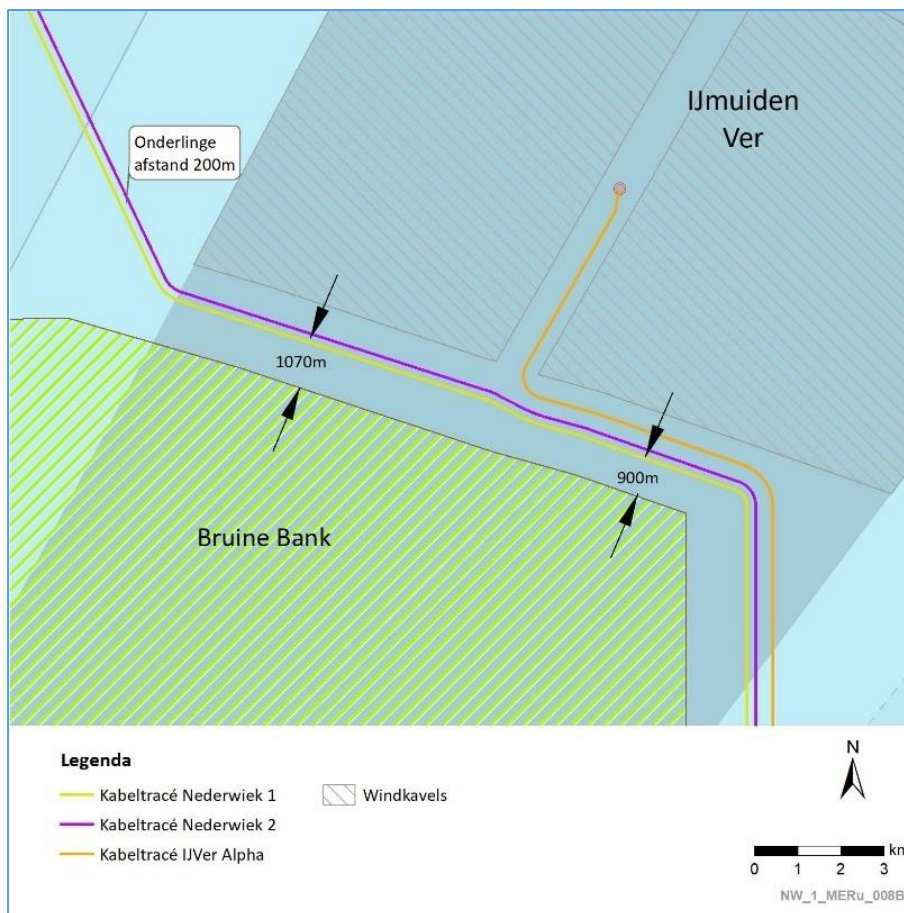 IJmuiden
Ver
Onderlinge
afstand 200m
1070m
900m
Bruine Bank
Legenda
Kabeltracé Nederwiek 1
Windkavels
Kabeltracé Nederwiek 2
Kabeltracé IJVer Alpha
N
km
0 1 2 3
NW_1_MERu_008B